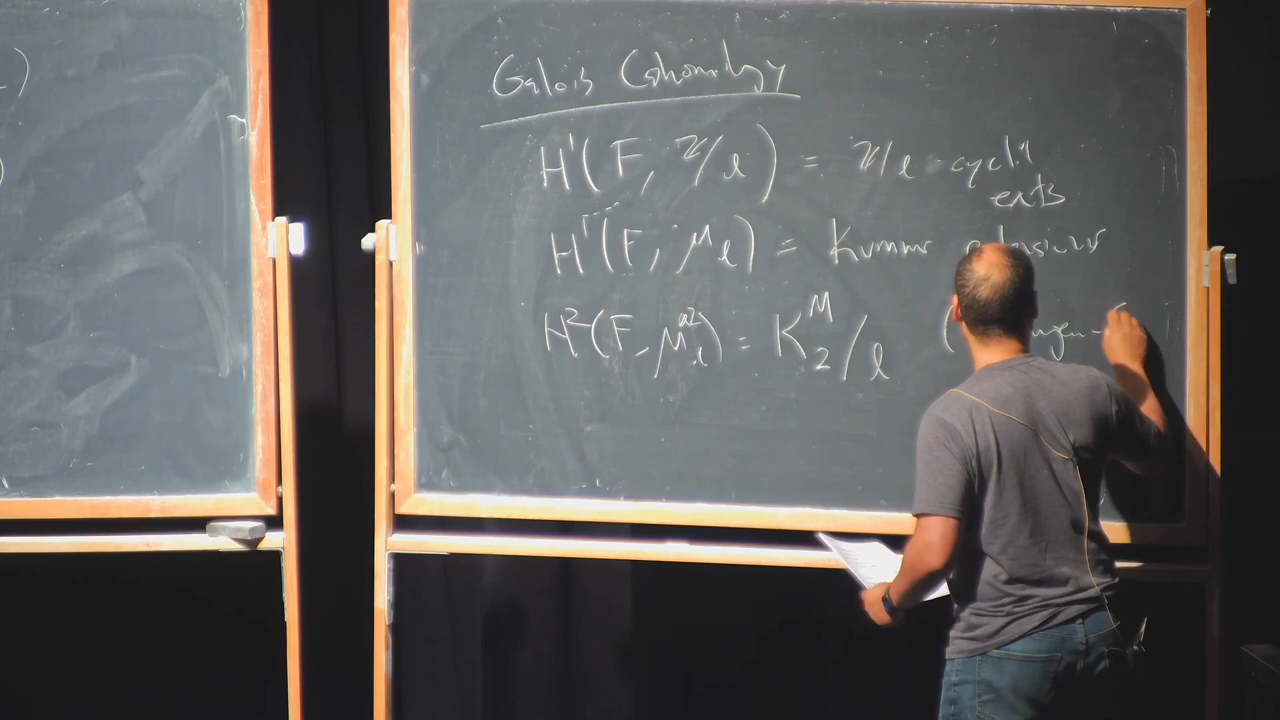 Galois Cohomology
H¹(F, ℤ/ℓ) = ℤ/ℓ-cyclic
exts
H¹(F, μ_ℓ) = Kummer extensions
H²(F, μ_ℓ^{⊗2}) = K₂^M/ℓ (